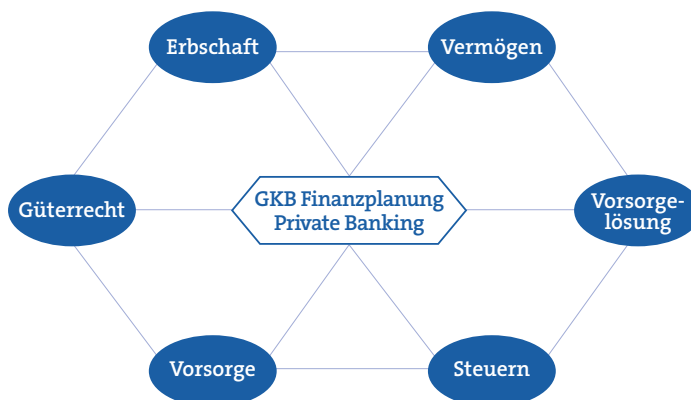 Erbschaft
Vermögen
Güterrecht
GKB Finanzplanung
Private Banking
Vorsorge-
lösung
Vorsorge
Steuern